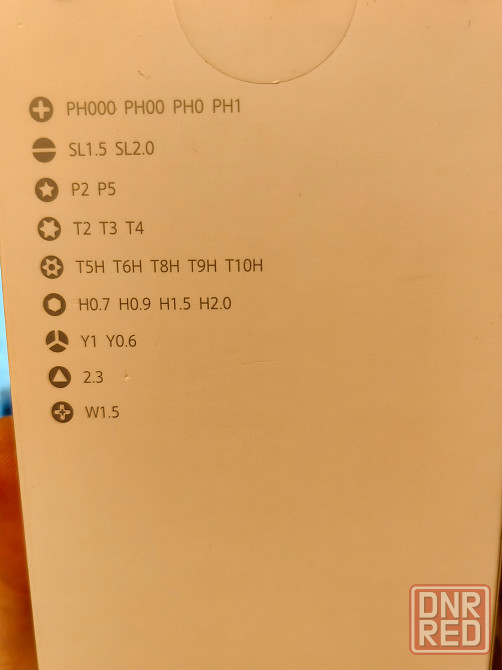 PH000 PH00 PH0 PH1
SL1.5 SL2.0
P2 P5
T2 T3 T4
T5H T6H T8H T9H T10H
H0.7 H0.9 H1.5 H2.0
Y1 Y0.6
2.3
W1.5
DNR
RED